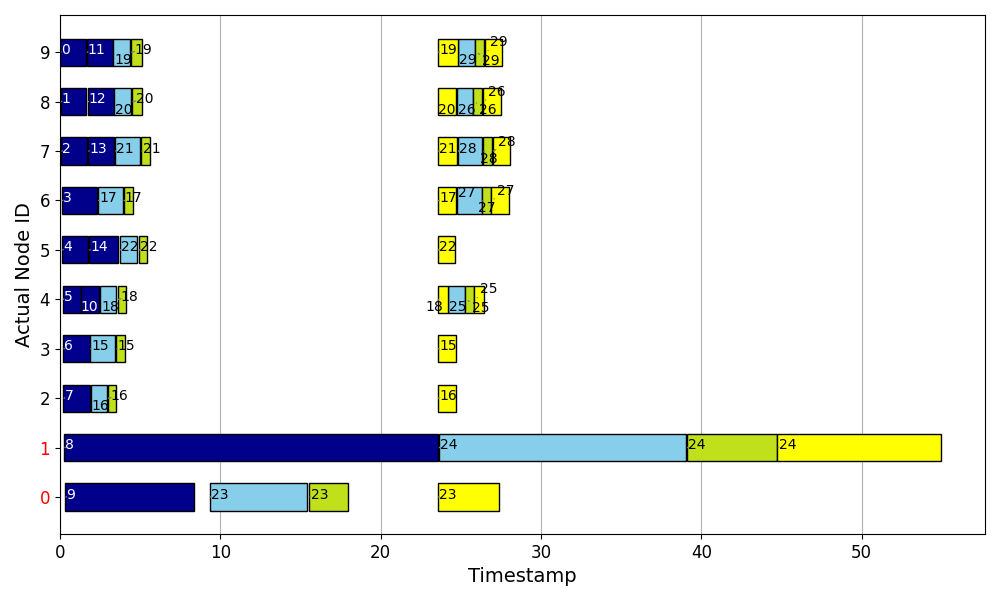 9 0 11 19 19 19 29 29 29
8 1 12 20 20 20 26 26 26
7 2 13 21 21 21 28 28 28
6 3 17 17 17 27 27 27
5 4 14 22 22 22
4 5 10 18 18 18 25 25 25
3 6 15 15 15
2 7 16 16 16
1 8 24 24 24
0 9 23 23 23
0 10 20 30 40 50
Timestamp
Actual Node ID